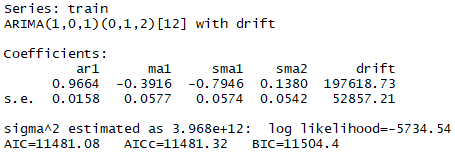 Series: train
ARIMA(1,0,1)(0,1,2)[12] with drift
Coefficients:
ar1 ma1 sma1 sma2 drift
0.9664 -0.3916 -0.7946 0.1380 197618.73
s.e. 0.0158 0.0577 0.0574 0.0542 52857.21
sigma^2 estimated as 3.968e+12: log likelihood=-5734.54
AIC=11481.08 AICc=11481.32 BIC=11504.4